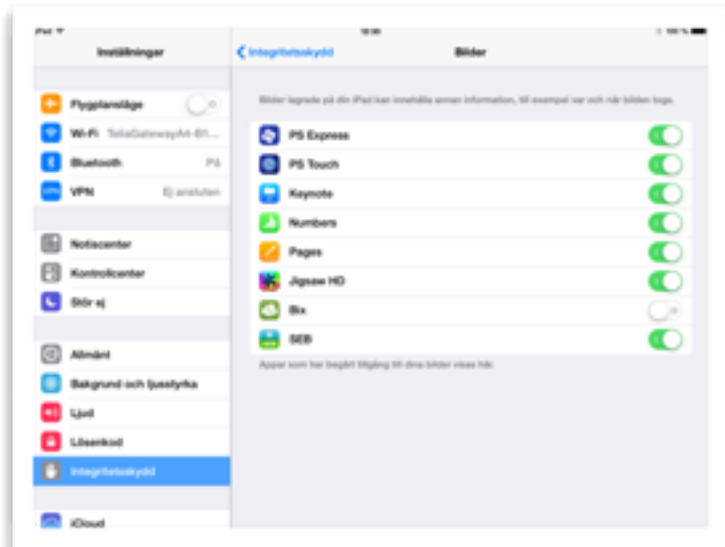 iPad
100 %
Inställningar
Integritetsskydd
Bilder
Flygplansläge
Wi-Fi
Bluetooth På
VPN Ej ansluten
Notiscenter
Kontrollcenter
Stör ej
Allmänt
Bakgrund och ljusstyrka
Ljud
Lösenkod
Integritetsskydd
iCloud
Bilder lagrade på din iPad kan innehålla annan information, till exempel var och när bilden togs.
PS Express
PS Touch
Keynote
Numbers
Pages
Jigsaw HD
Bix
SEB
Appar som har begärt tillgång till dina bilder visas här.